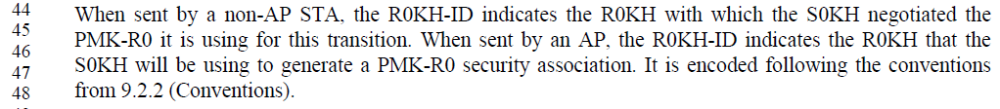 44 When sent by a non-AP STA, the R0KH-ID indicates the R0KH with which the S0KH negotiated the
45 PMK-R0 it is using for this transition. When sent by an AP, the R0KH-ID indicates the R0KH that the
46
47 S0KH will be using to generate a PMK-R0 security association. It is encoded following the conventions
48 from 9.2.2 (Conventions).